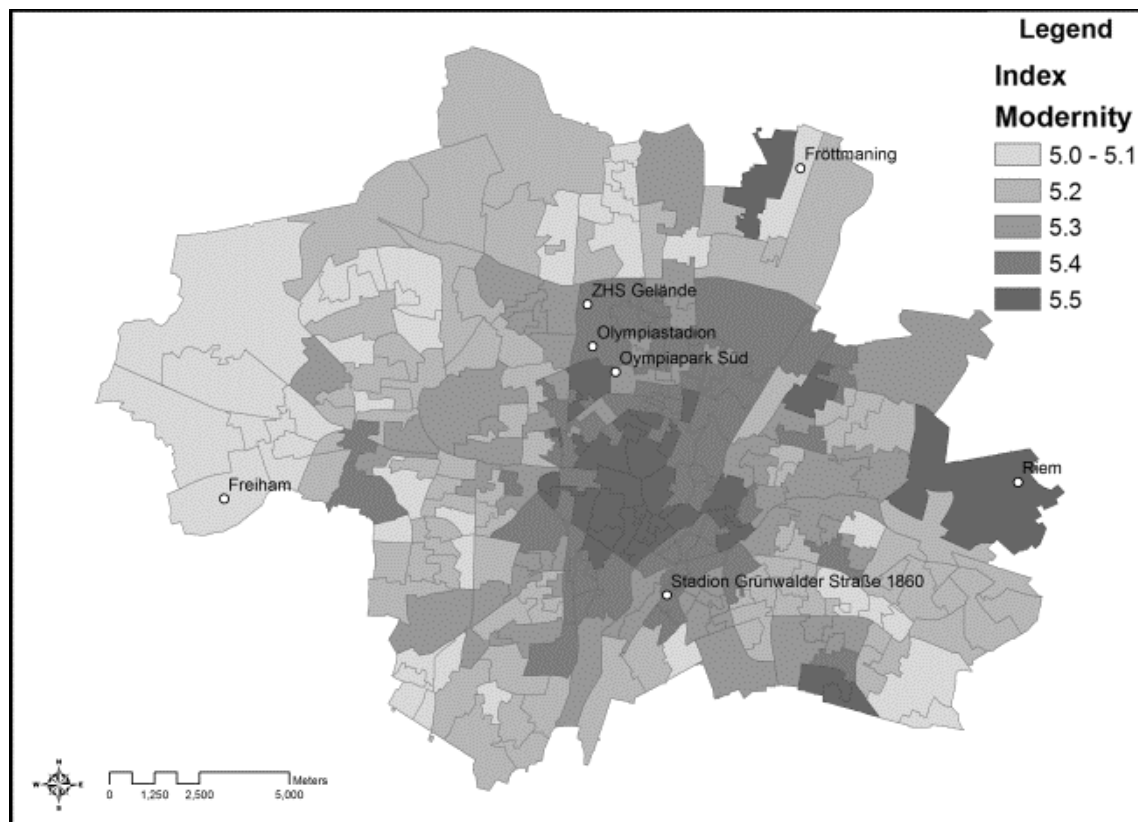 Legend
Index
Modernity
5.0 - 5.1
5.2
5.3
5.4
5.5
Fröttmaning
ZHS Gelände
Olympiastadion
Oympiapark Süd
Riem
Freiham
Stadion Grünwalder Straße 1860
N
W E
S
Meters
0 1,250 2,500 5,000